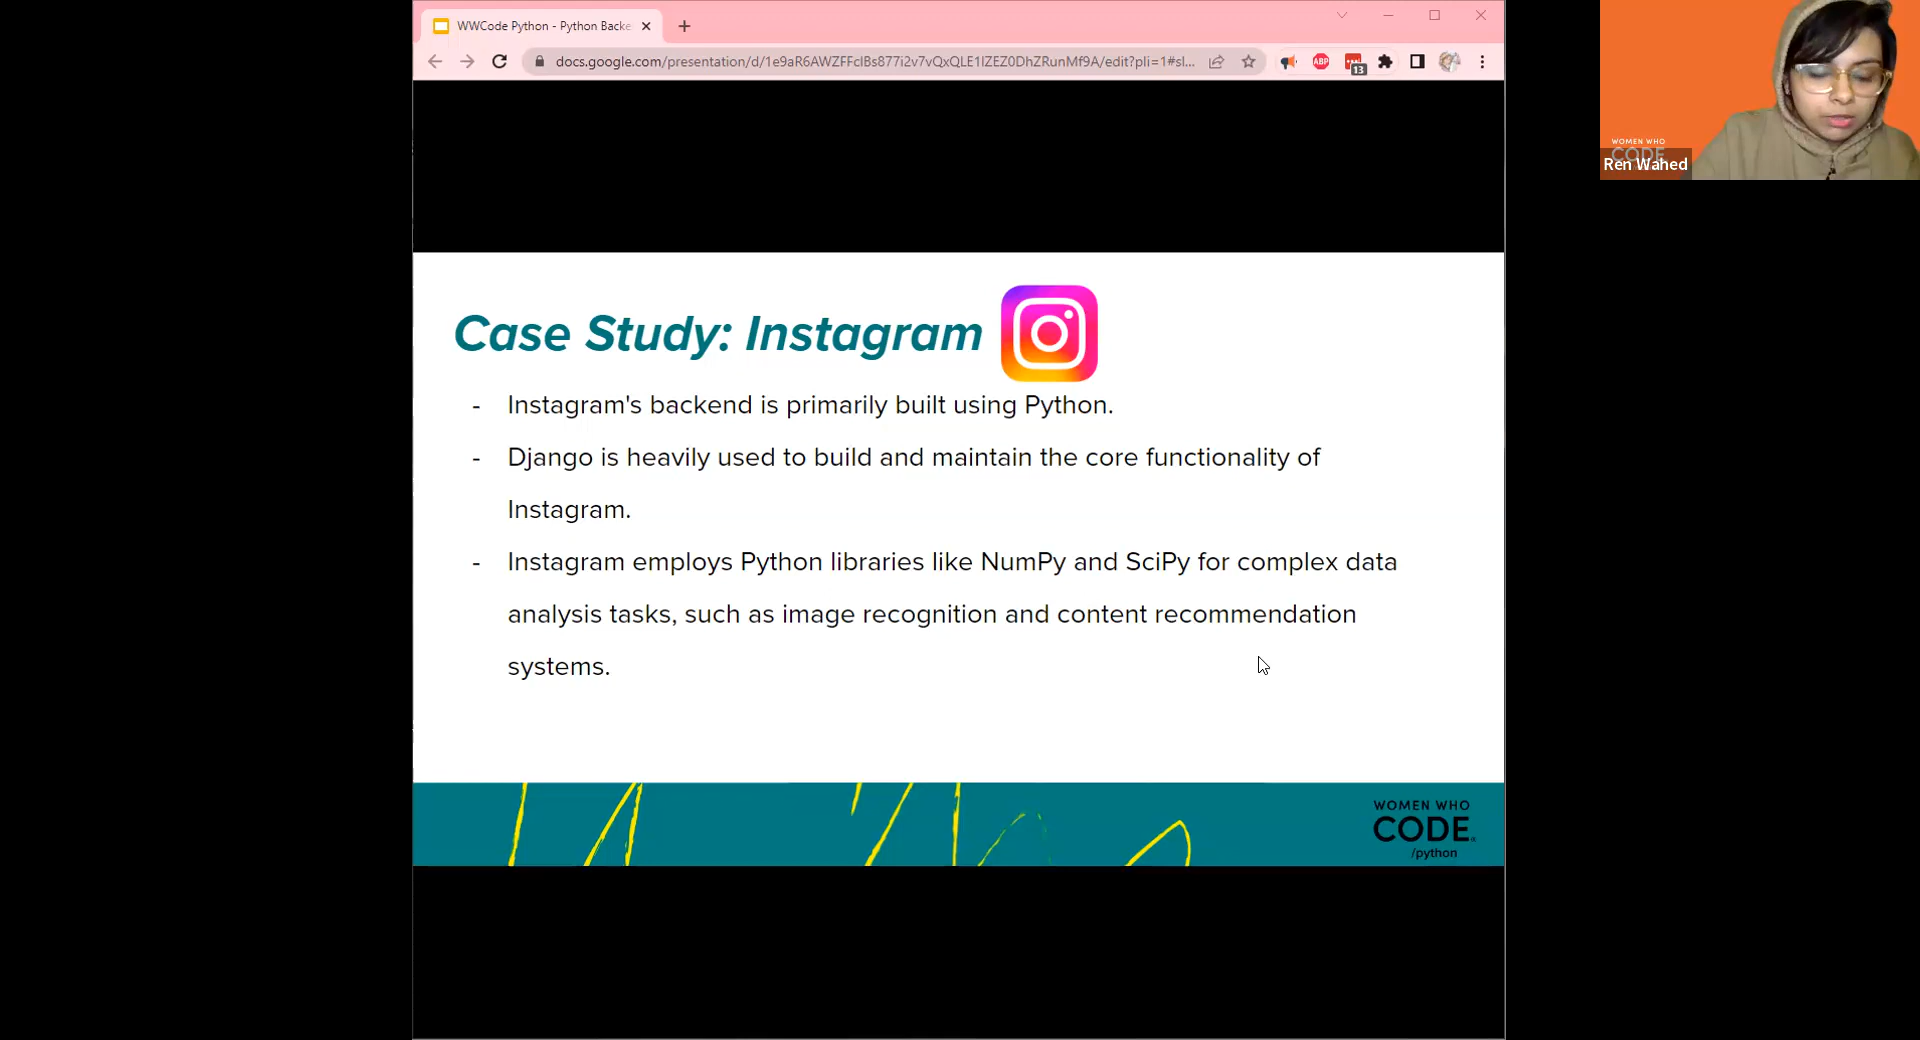 WWCode Python - Python Backe
docs.google.com/presentation/d/1e9aR6AWZFFclBs877i2v7vQxQLE1IZEZ0DhZRunMf9A/edit?pli=1#sl...
ABP
13
WOMEN WHO
CODE
Ren Wahed
Case Study: Instagram
- Instagram's backend is primarily built using Python.
- Django is heavily used to build and maintain the core functionality of
Instagram.
- Instagram employs Python libraries like NumPy and SciPy for complex data
analysis tasks, such as image recognition and content recommendation
systems.
WOMEN WHO
CODE
/python